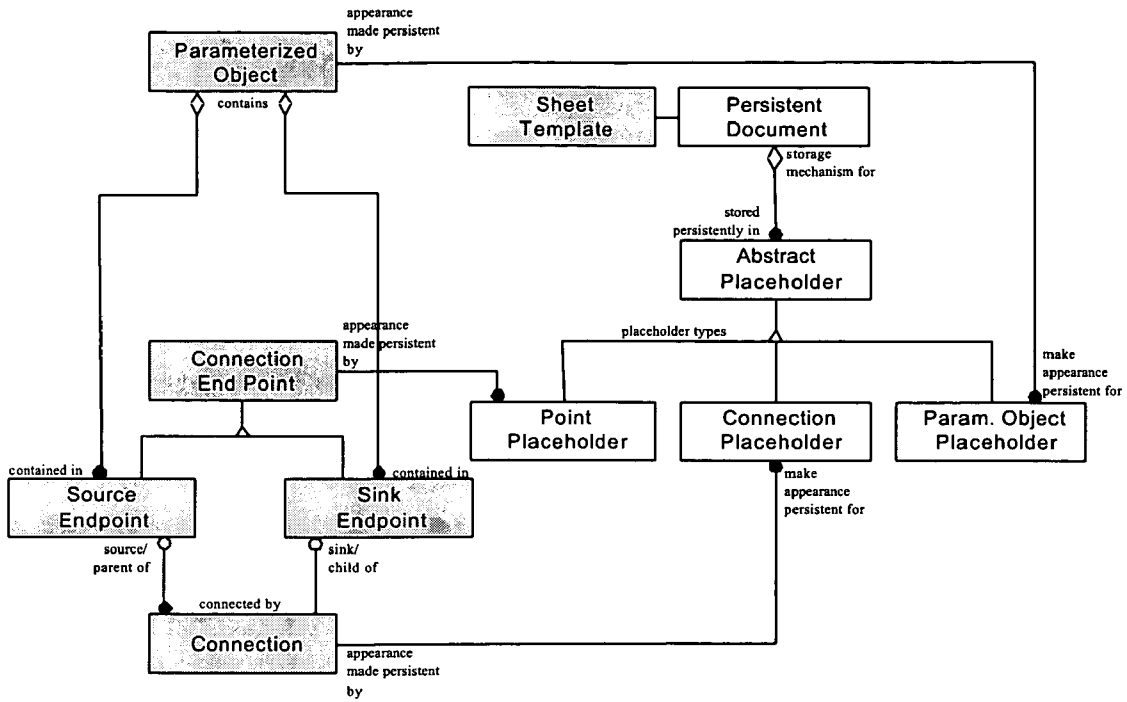 appearance
made persistent
by
Parameterized
Object
contains
Sheet
Template
Persistent
Document
storage
mechanism for
stored
persistently in
Abstract
Placeholder
placeholder types
appearance
made persistent
by
Connection
End Point
make
appearance
persistent for
Point
Placeholder
Connection
Placeholder
Param. Object
Placeholder
contained in
contained in
Source
Endpoint
Sink
Endpoint
make
appearance
persistent for
source/
parent of
sink/
child of
connected by
Connection
appearance
made persistent
by